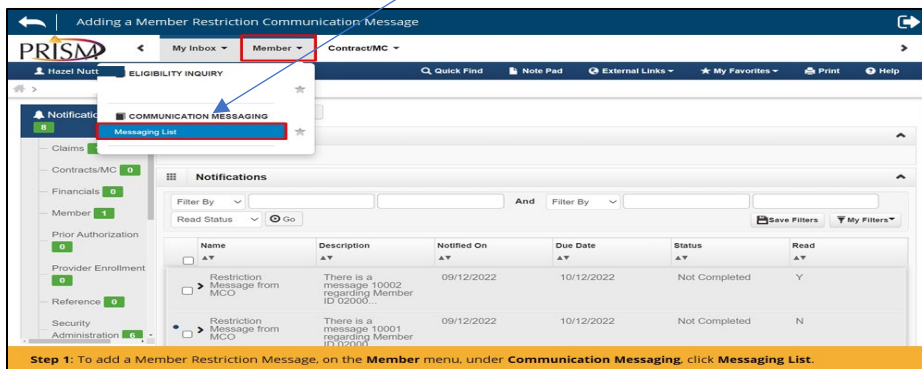 Adding a Member Restriction Communication Message
PRISM
My Inbox
Member
Contract/MC
Hazel Nutt
Quick Find
Note Pad
External Links
My Favorites
Print
Help
ELIGIBILITY INQUIRY
COMMUNICATION MESSAGING
Messaging List
8
Claims
Contracts/MC 0
Financials 0
Member 1
Prior Authorization
0
Provider Enrollment
0
Reference 0
Security
Administration 6
Notifications
Filter By And Filter By
Read Status Go Save Filters My Filters
Name Description Notified On Due Date Status Read
Restriction Message from MCO
There is a message 10002 regarding Member ID 02000...
09/12/2022 10/12/2022 Not Completed Y
Restriction Message from MCO
There is a message 10001 regarding Member ID 02000...
09/12/2022 10/12/2022 Not Completed N
Step 1: To add a Member Restriction Message, on the Member menu, under Communication Messaging, click Messaging List.